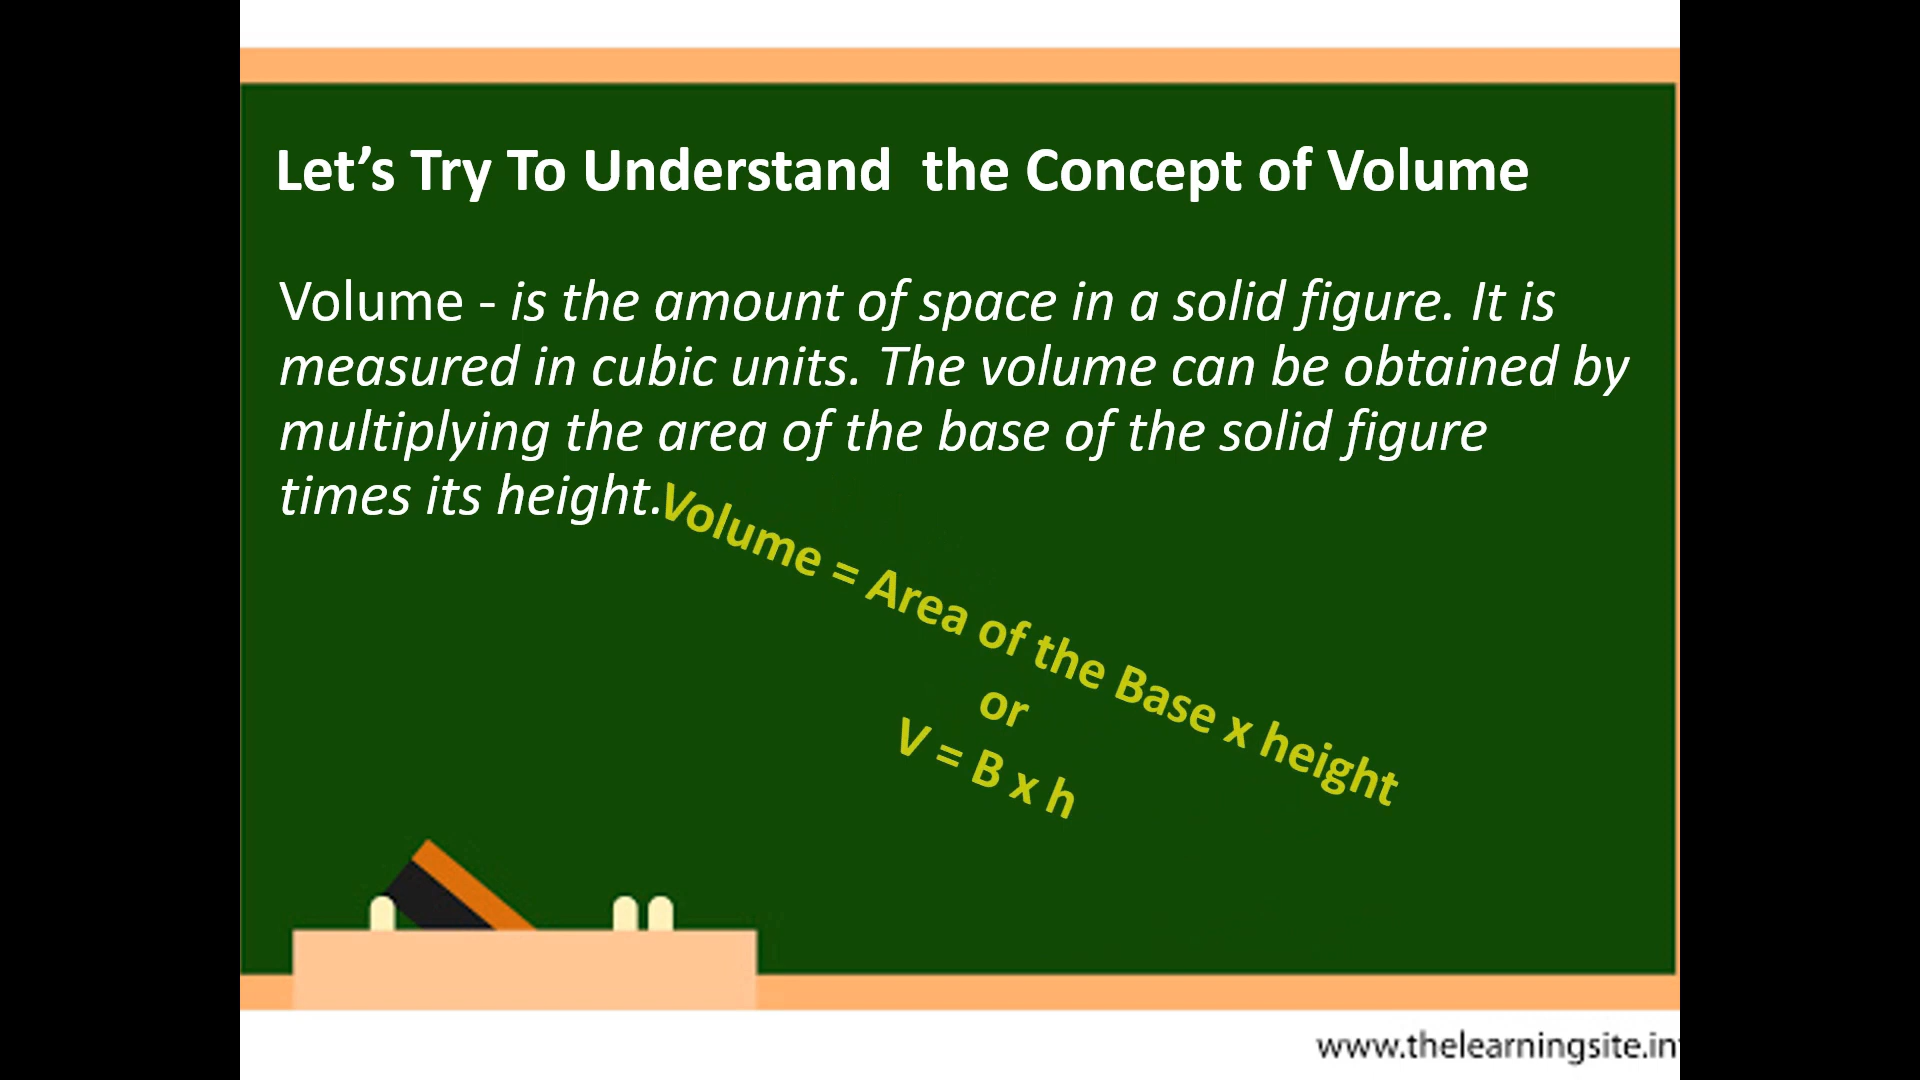 Let’s Try To Understand  the Concept of Volume
Volume - is the amount of space in a solid figure. It is
measured in cubic units. The volume can be obtained by
multiplying the area of the base of the solid figure
times its height.
Volume = Area of the Base x height
or
V = B x h
www.thelearningsite.in